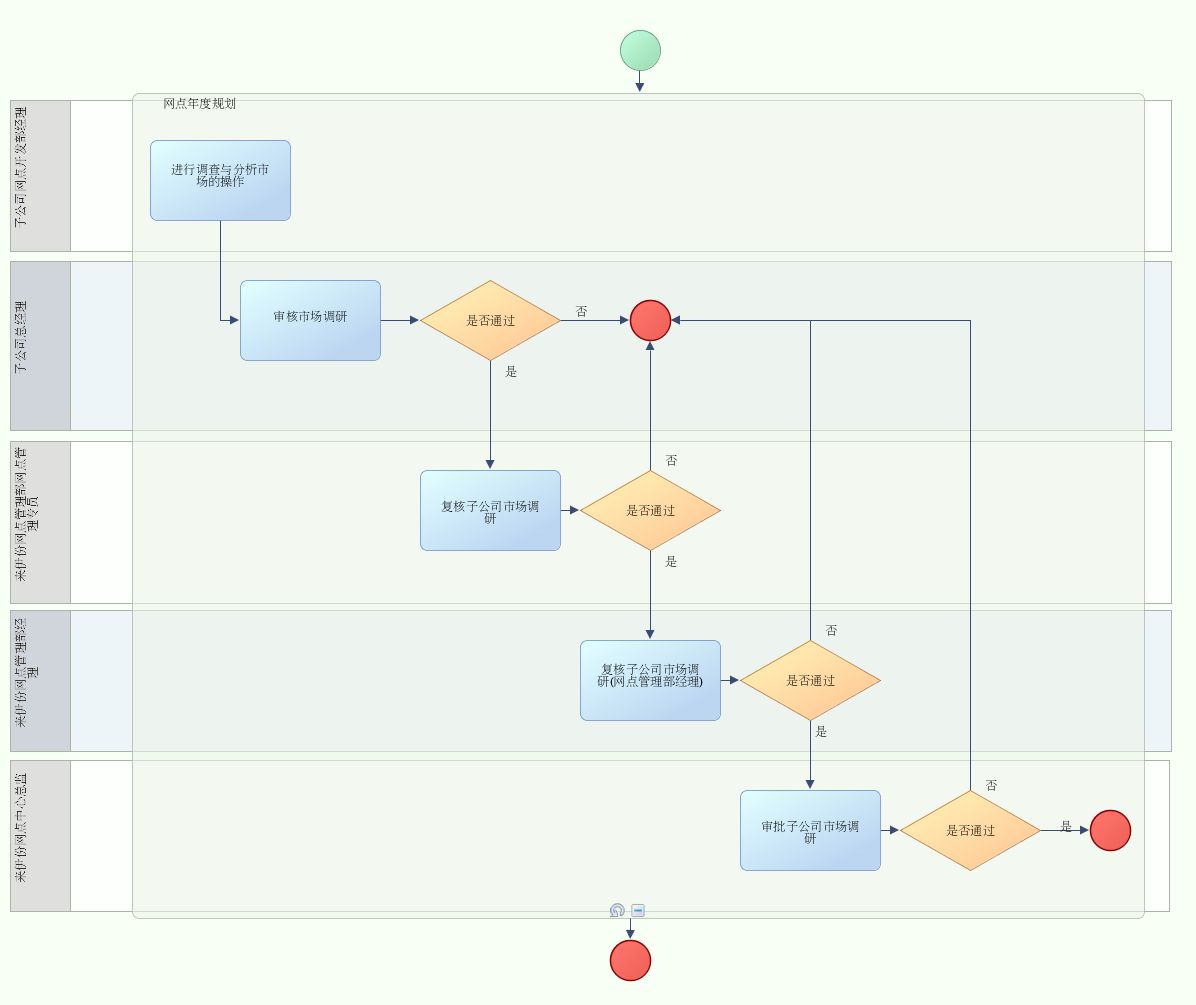 网点年度规划
子公司网点开发部经理
进行调查与分析市
场的操作
子公司总经理
审核市场调研
是否通过
否
是
来伊份网点管理部网点管
理专员
复核子公司市场调
研
是否通过
否
是
来伊份网点管理部经
理
复核子公司市场调
研(网点管理部经理)
是否通过
否
是
来伊份网点中心总监
审批子公司市场调
研
是否通过
否
是